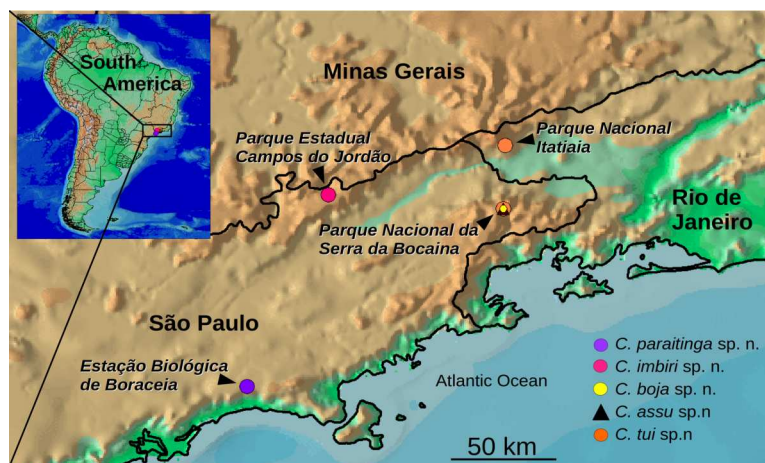 South
America
Minas Gerais
Parque Estadual
Campos do Jordão
Parque Nacional
Itatiaia
Rio de
Janeiro
Parque Nacional da
Serra da Bocaina
São Paulo
Estação Biológica
de Boraceia
Atlantic Ocean
C. paraitinga sp. n.
C. imbiri sp. n.
C. boja sp. n.
C. assu sp.n
C. tui sp.n
50 km